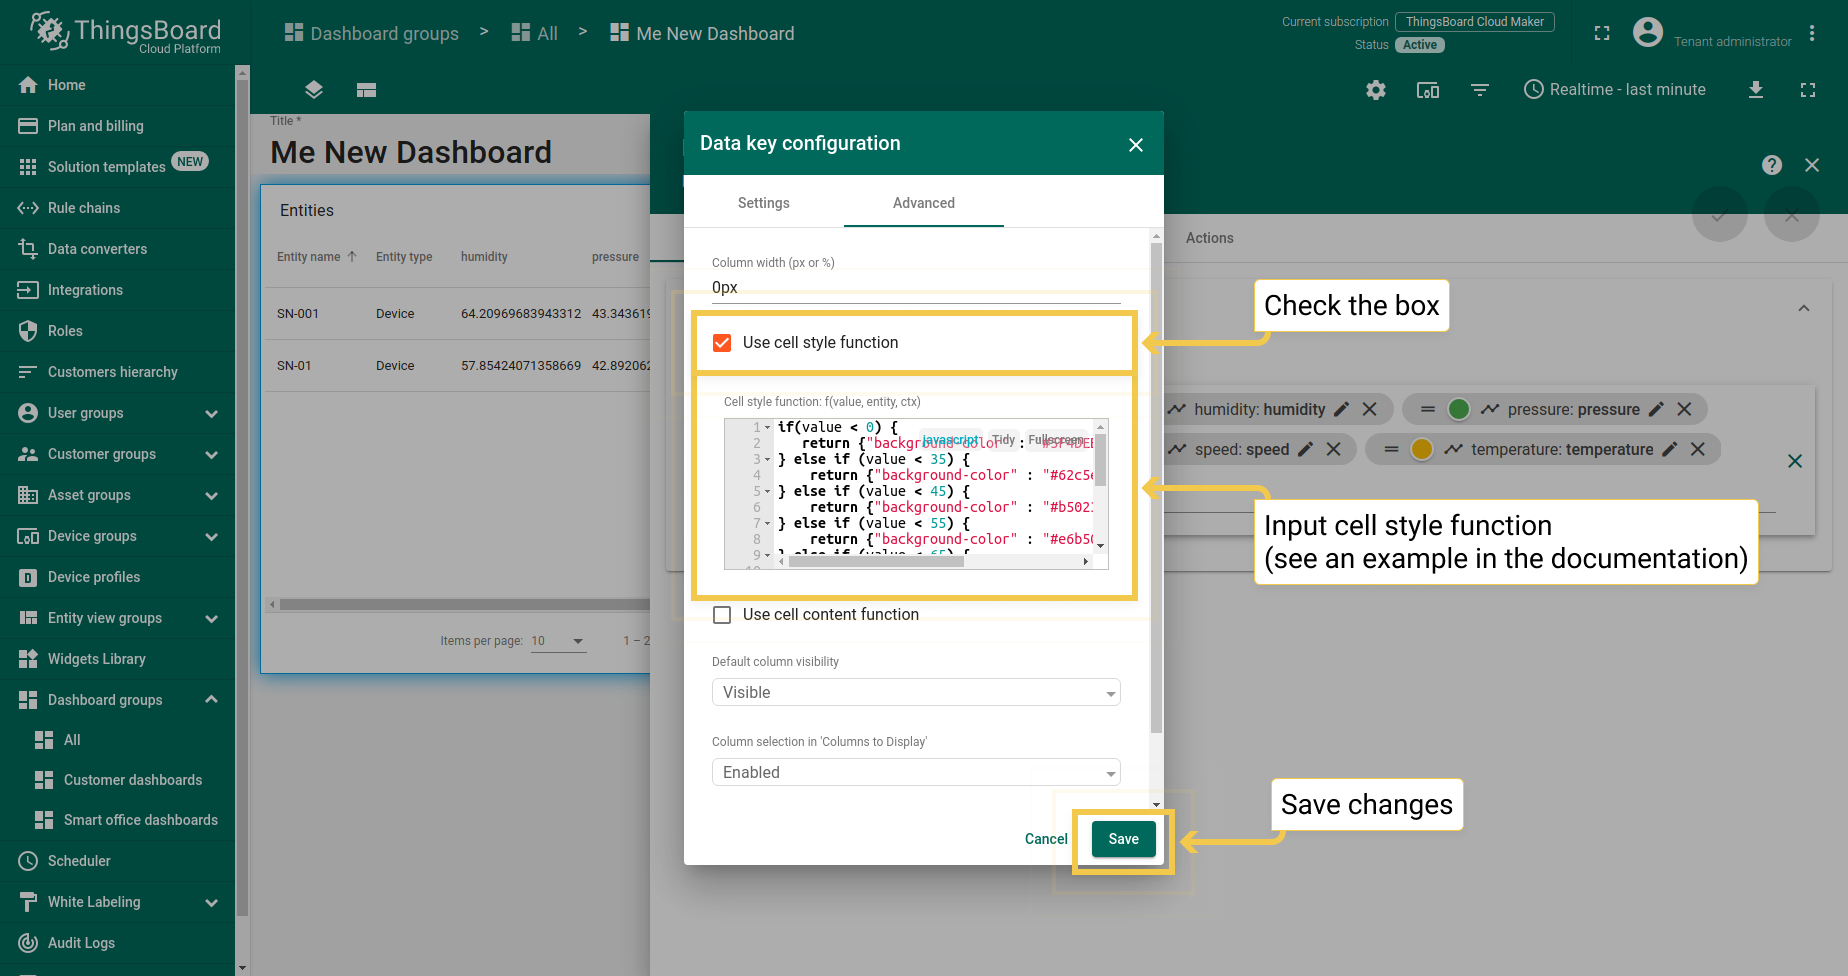 ThingsBoard
Cloud Platform
Dashboard groups > All > Me New Dashboard
Current subscription ThingsBoard Cloud Maker
Status Active
Tenant administrator
Realtime - last minute
Home
Plan and billing
Solution templates NEW
Rule chains
Data converters
Integrations
Roles
Customers hierarchy
User groups
Customer groups
Asset groups
Device groups
Device profiles
Entity view groups
Widgets Library
Dashboard groups
All
Customer dashboards
Smart office dashboards
Scheduler
White Labeling
Audit Logs
Title *
Me New Dashboard
Entities
Entity name Entity type humidity pressure
SN-001 Device 64.20969683943312 43.343619
SN-01 Device 57.85424071358669 42.892062
Items per page: 10 1 – 2
Data key configuration
Settings Advanced
Column width (px or %)
0px
Use cell style function
Cell style function: f(value, entity, ctx)
javascript Tidy Fullscreen
1 if(value < 0) {
2 return {"background-color" :
3 } else if (value < 35) {
4 return {"background-color" : "#62c5
5 } else if (value < 45) {
6 return {"background-color" : "#b502
7 } else if (value < 55) {
8 return {"background-color" : "#e6b5
9 } else if (value < 65) {
10
Use cell content function
Default column visibility
Visible
Column selection in 'Columns to Display'
Enabled
Cancel Save
Actions
humidity: humidity
pressure: pressure
speed: speed
temperature: temperature
Check the box
Input cell style function
(see an example in the documentation)
Save changes